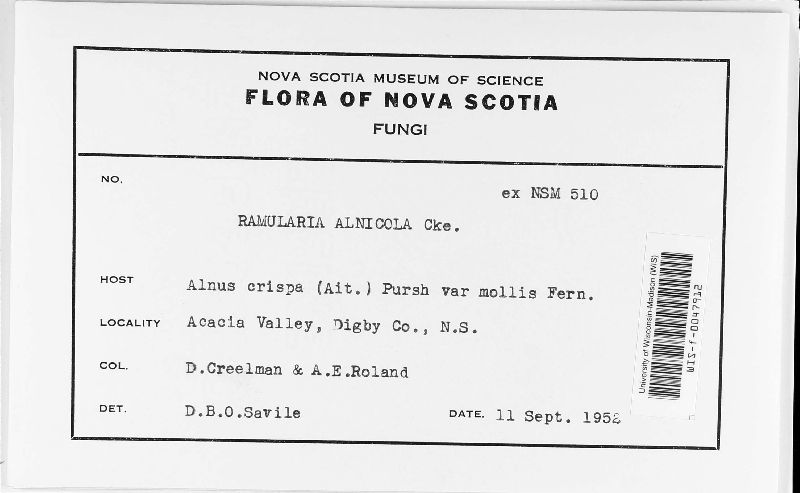 NOVA SCOTIA MUSEUM OF SCIENCE
FLORA OF NOVA SCOTIA
FUNGI
NO.
ex NSM 510
RAMULARIA ALNICOLA Cke.
HOST Alnus crispa (Ait.) Pursh var mollis Fern.
LOCALITY Acacia Valley, Digby Co., N.S.
COL. D.Creelman & A.E.Roland
DET. D.B.O.Savile DATE. 11 Sept. 1952
University of Wisconsin-Madison (WIS)
WIS-f-0047912